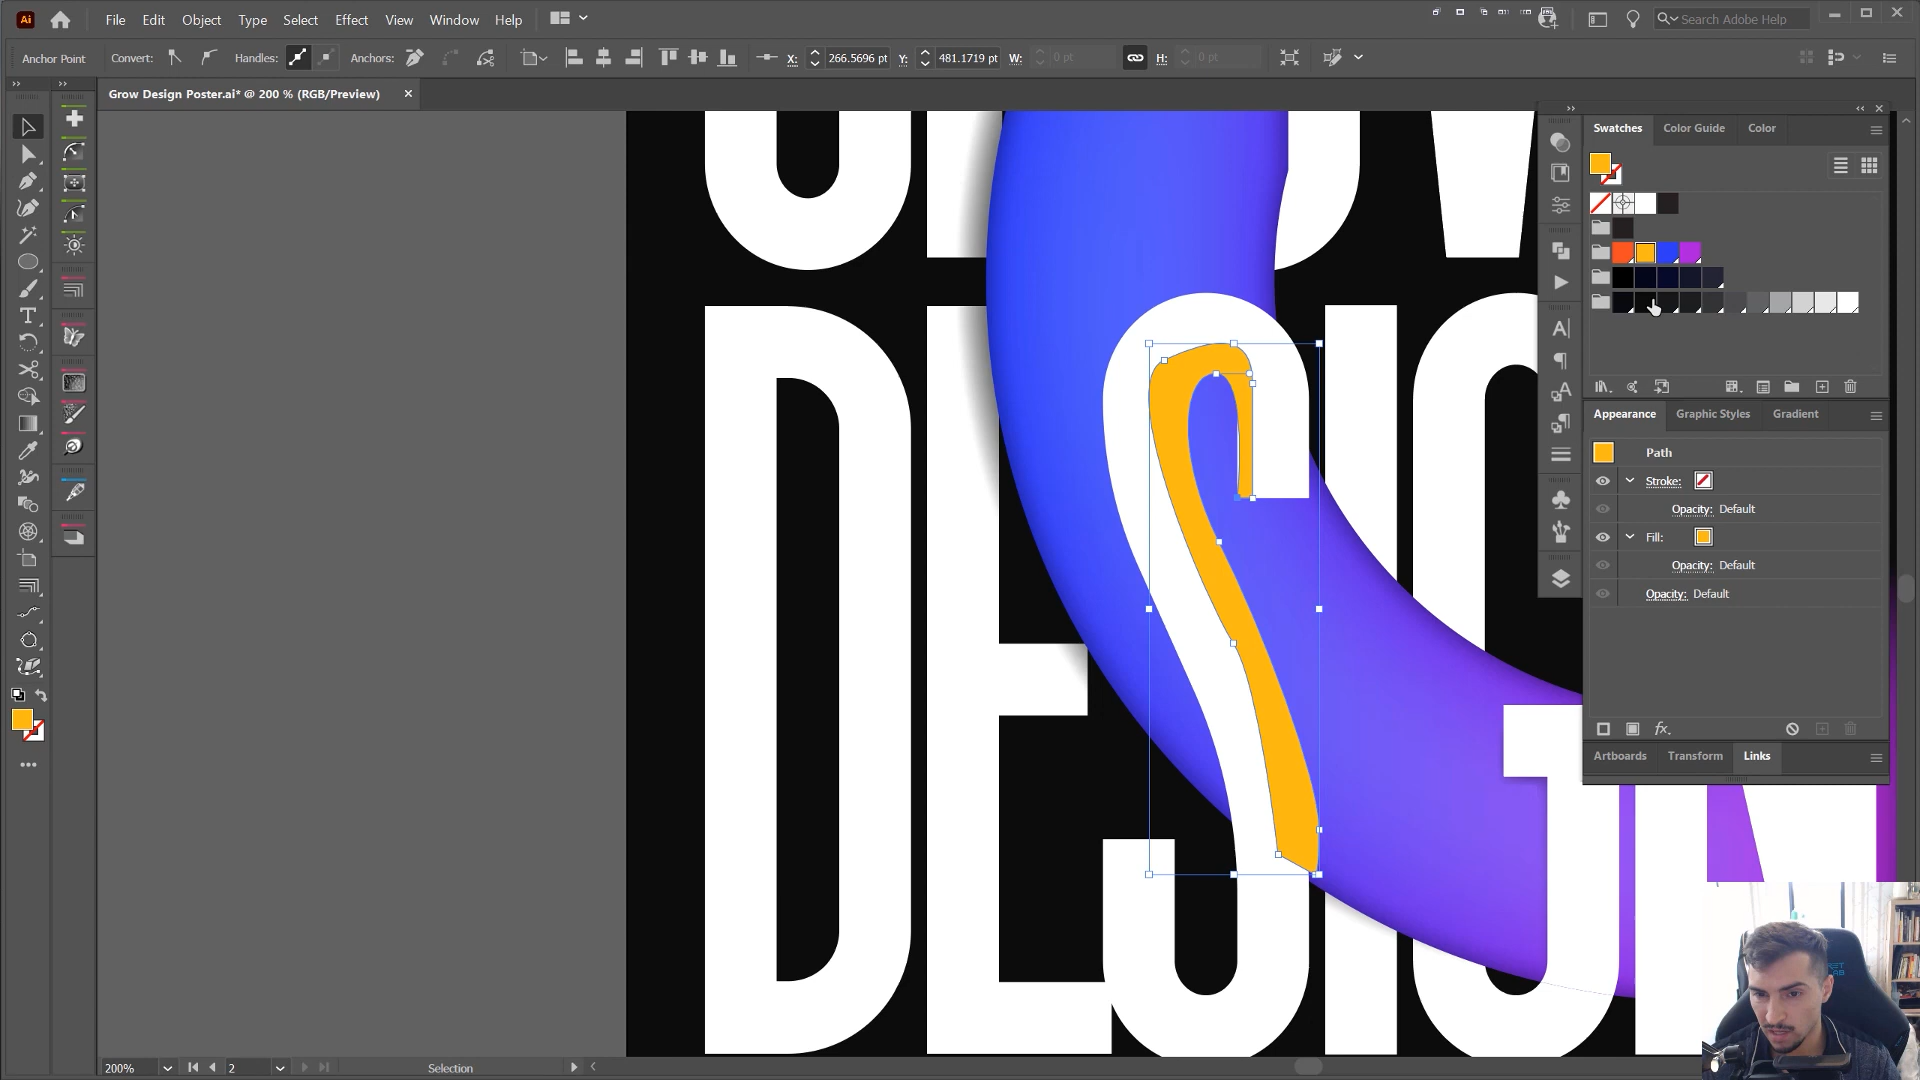 Ai File Edit Object Type Select Effect View Window Help Search Adobe Help
Anchor Point Convert: Handles: Anchors: X: 266.5696 pt Y: 481.1719 pt W: 0 pt H: 0 pt
Grow Design Poster.ai* @ 200 % (RGB/Preview)
Swatches Color Guide Color
Appearance Graphic Styles Gradient
Path
Stroke:
Opacity: Default
Fill:
Opacity: Default
Opacity: Default
fx.
Artboards Transform Links
DESIG
200% 2 Selection